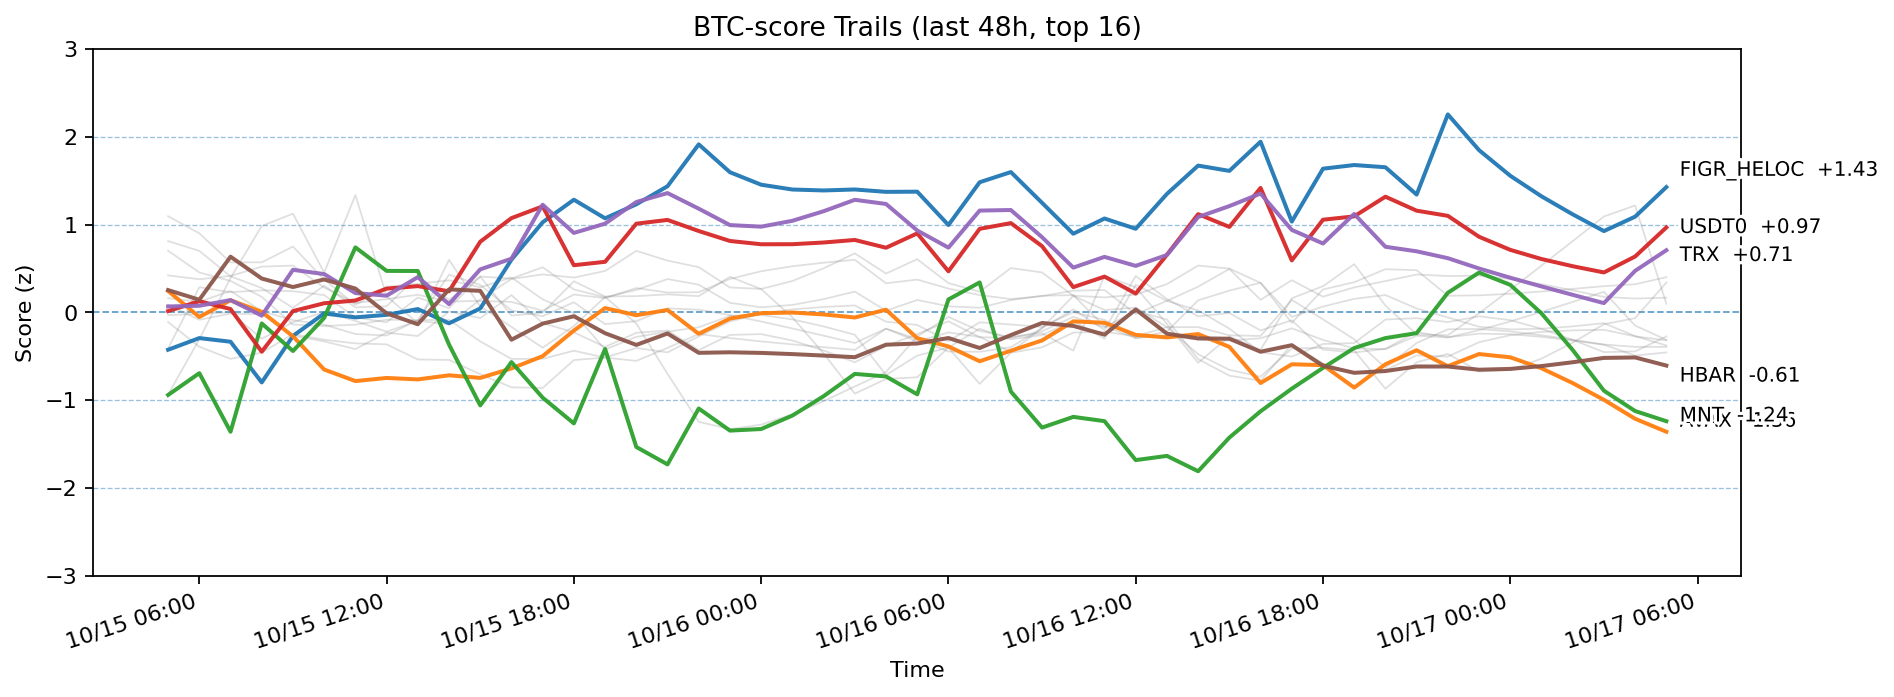 BTC-score Trails (last 48h, top 16)
Score (z)
3
2
1
0
−1
−2
−3
FIGR_HELOC +1.43
USDT0 +0.97
TRX +0.71
HBAR -0.61
MNT -1.24
10/15 06:00
10/15 12:00
10/15 18:00
10/16 00:00
10/16 06:00
10/16 12:00
10/16 18:00
10/17 00:00
10/17 06:00
Time